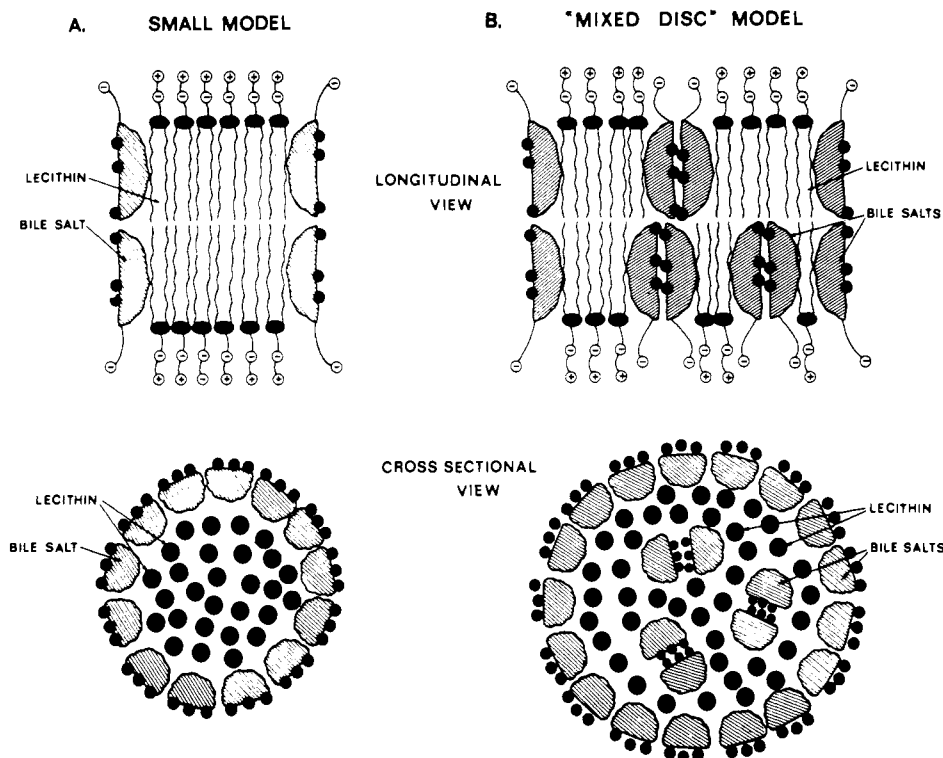 A. SMALL MODEL
B. "MIXED DISC" MODEL
LECITHIN
BILE SALT
LONGITUDINAL
VIEW
LECITHIN
BILE SALTS
CROSS SECTIONAL
VIEW
LECITHIN
BILE SALT
LECITHIN
BILE SALTS